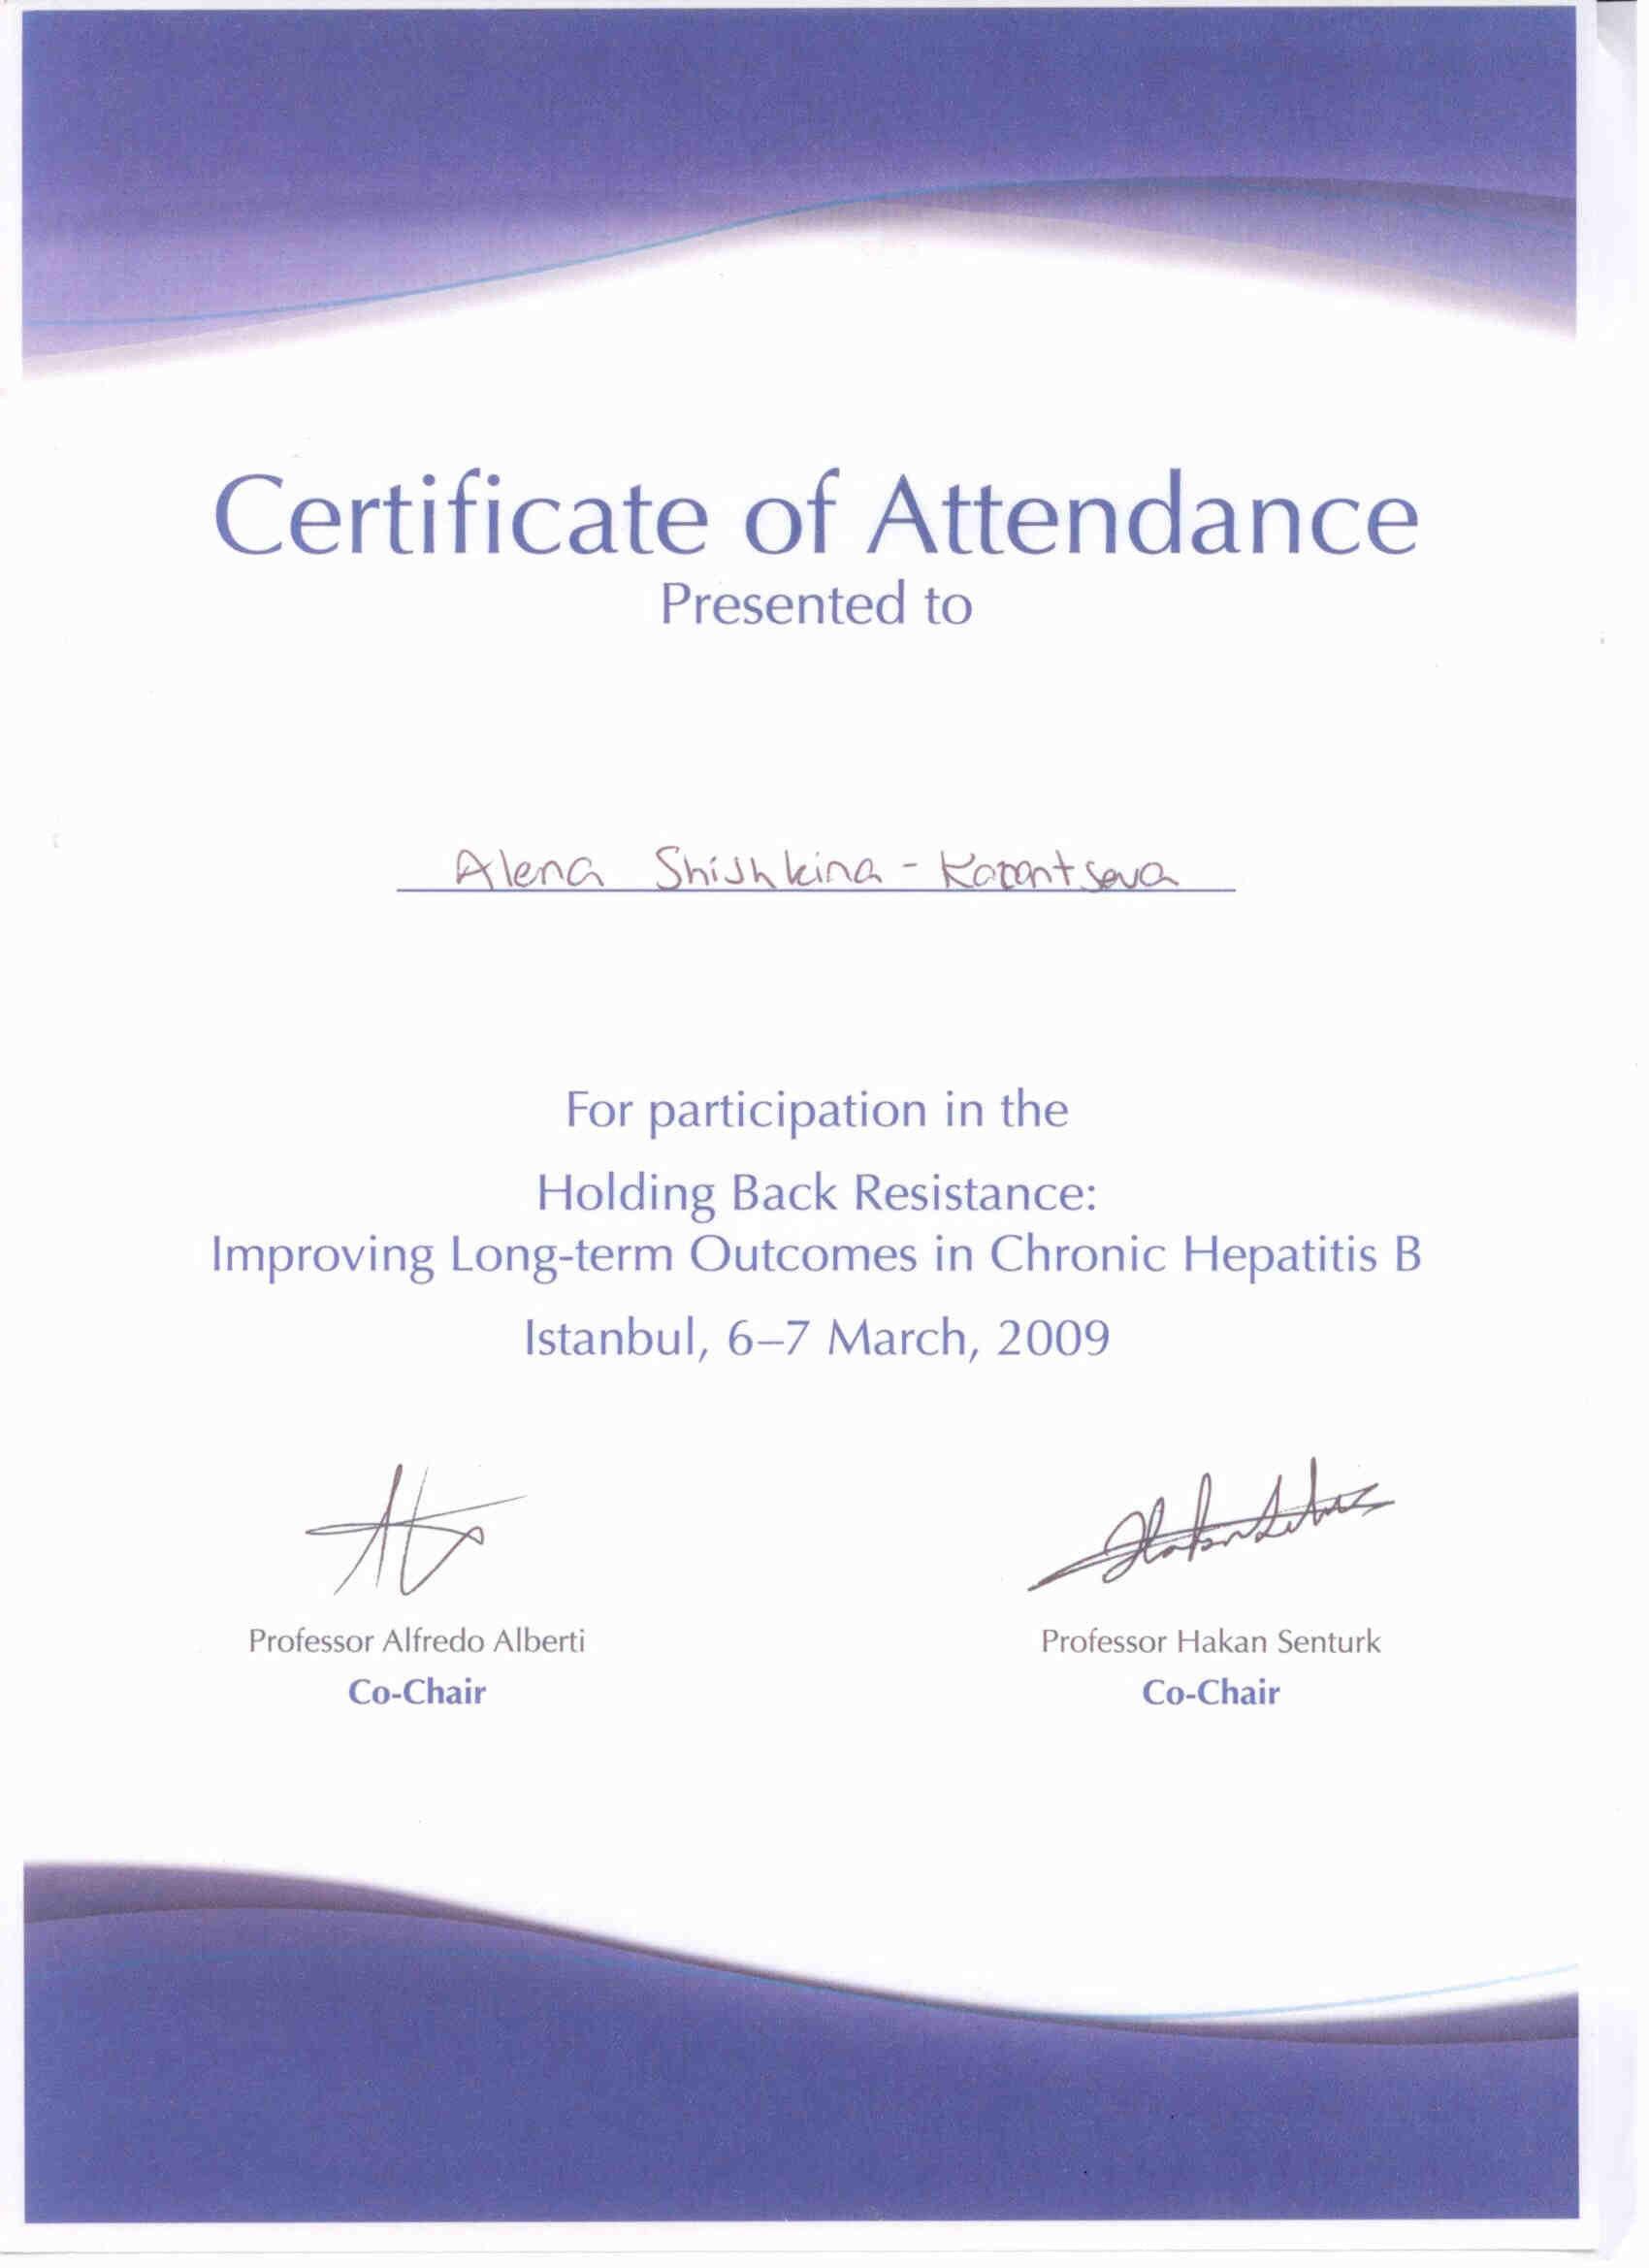 Certificate of Attendance
Presented to
Alena Shishkina -
For participation in the
Holding Back Resistance:
Improving Long-term Outcomes in Chronic Hepatitis B
Istanbul, 6–7 March, 2009
Professor Alfredo Alberti
Co-Chair
Professor Hakan Senturk
Co-Chair